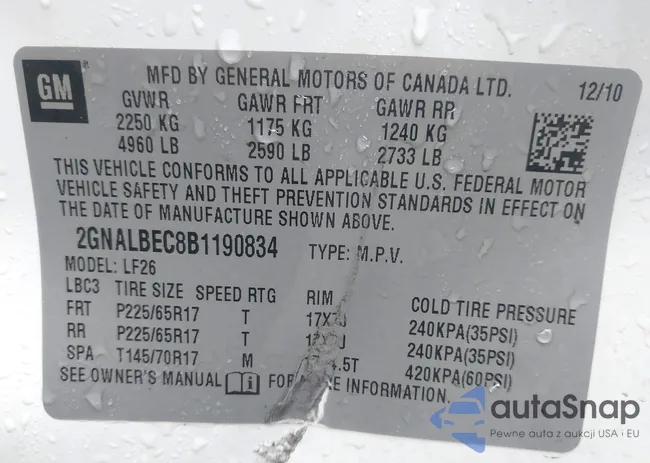 GM
MFD BY GENERAL MOTORS OF CANADA LTD. 12/10
GVWR GAWR FRT GAWR RR
2250 KG 1175 KG 1240 KG
4960 LB 2590 LB 2733 LB
THIS VEHICLE CONFORMS TO ALL APPLICABLE U.S. FEDERAL MOTOR
VEHICLE SAFETY AND THEFT PREVENTION STANDARDS IN EFFECT ON
THE DATE OF MANUFACTURE SHOWN ABOVE.
2GNALBEC8B1190834 TYPE: M.P.V.
MODEL: LF26
LBC3 TIRE SIZE SPEED RTG RIM COLD TIRE PRESSURE
FRT P225/65R17 T 17X7J 240KPA(35PSI)
RR P225/65R17 T 240KPA(35PSI)
SPA T145/70R17 M 420KPA(60PSI)
SEE OWNER'S MANUAL FOR MORE INFORMATION.
autoSnap
Pewne auta z aukcji USA i EU